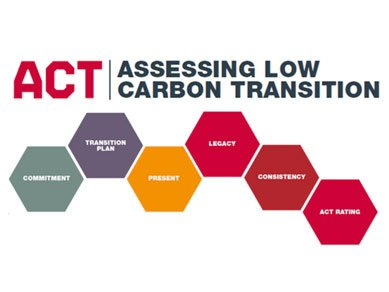 ACT
ASSESSING LOW
CARBON TRANSITION
COMMITMENT
TRANSITION
PLAN
PRESENT
LEGACY
CONSISTENCY
ACT RATING